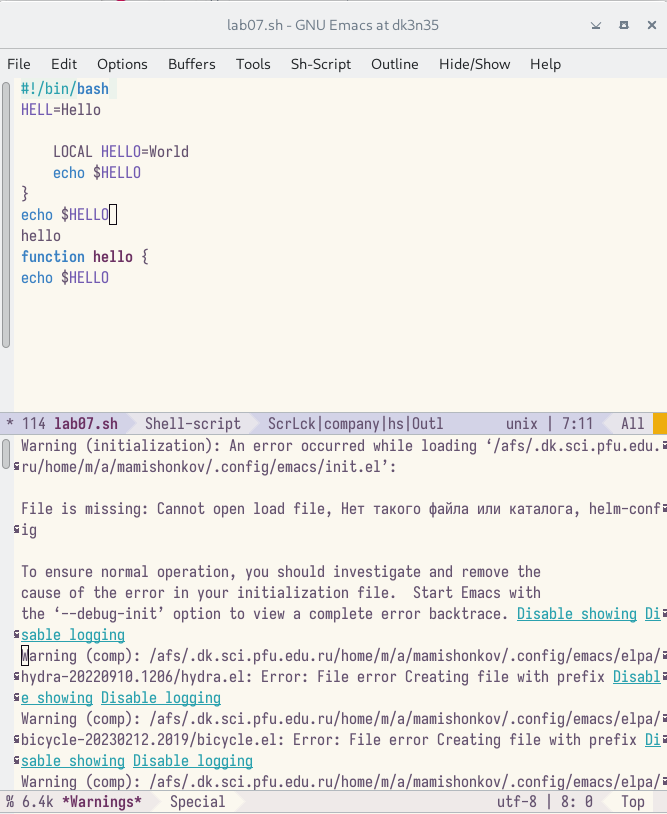 lab07.sh - GNU Emacs at dk3n35
File Edit Options Buffers Tools Sh-Script Outline Hide/Show Help
#!/bin/bash
HELL=Hello
LOCAL HELLO=World
echo $HELLO
}
echo $HELLO
hello
function hello {
echo $HELLO
* 114 lab07.sh Shell-script ScrLck|company|hs|Outl unix | 7:11 All
Warning (initialization): An error occurred while loading ‘/afs/.dk.sci.pfu.edu.
ru/home/m/a/mamishonkov/.config/emacs/init.el’:
File is missing: Cannot open load file, Нет такого файла или каталога, helm-conf
ig
To ensure normal operation, you should investigate and remove the
cause of the error in your initialization file.  Start Emacs with
the ‘--debug-init’ option to view a complete error backtrace. Disable showing Di
sable logging
Warning (comp): /afs/.dk.sci.pfu.edu.ru/home/m/a/mamishonkov/.config/emacs/elpa/
hydra-20220910.1206/hydra.el: Error: File error Creating file with prefix Disabl
e showing Disable logging
Warning (comp): /afs/.dk.sci.pfu.edu.ru/home/m/a/mamishonkov/.config/emacs/elpa/
bicycle-20230212.2019/bicycle.el: Error: File error Creating file with prefix Di
sable showing Disable logging
Warning (comp): /afs/.dk.sci.pfu.edu.ru/home/m/a/mamishonkov/.config/emacs/elpa/
% 6.4k *Warnings* Special utf-8 | 8: 0 Top